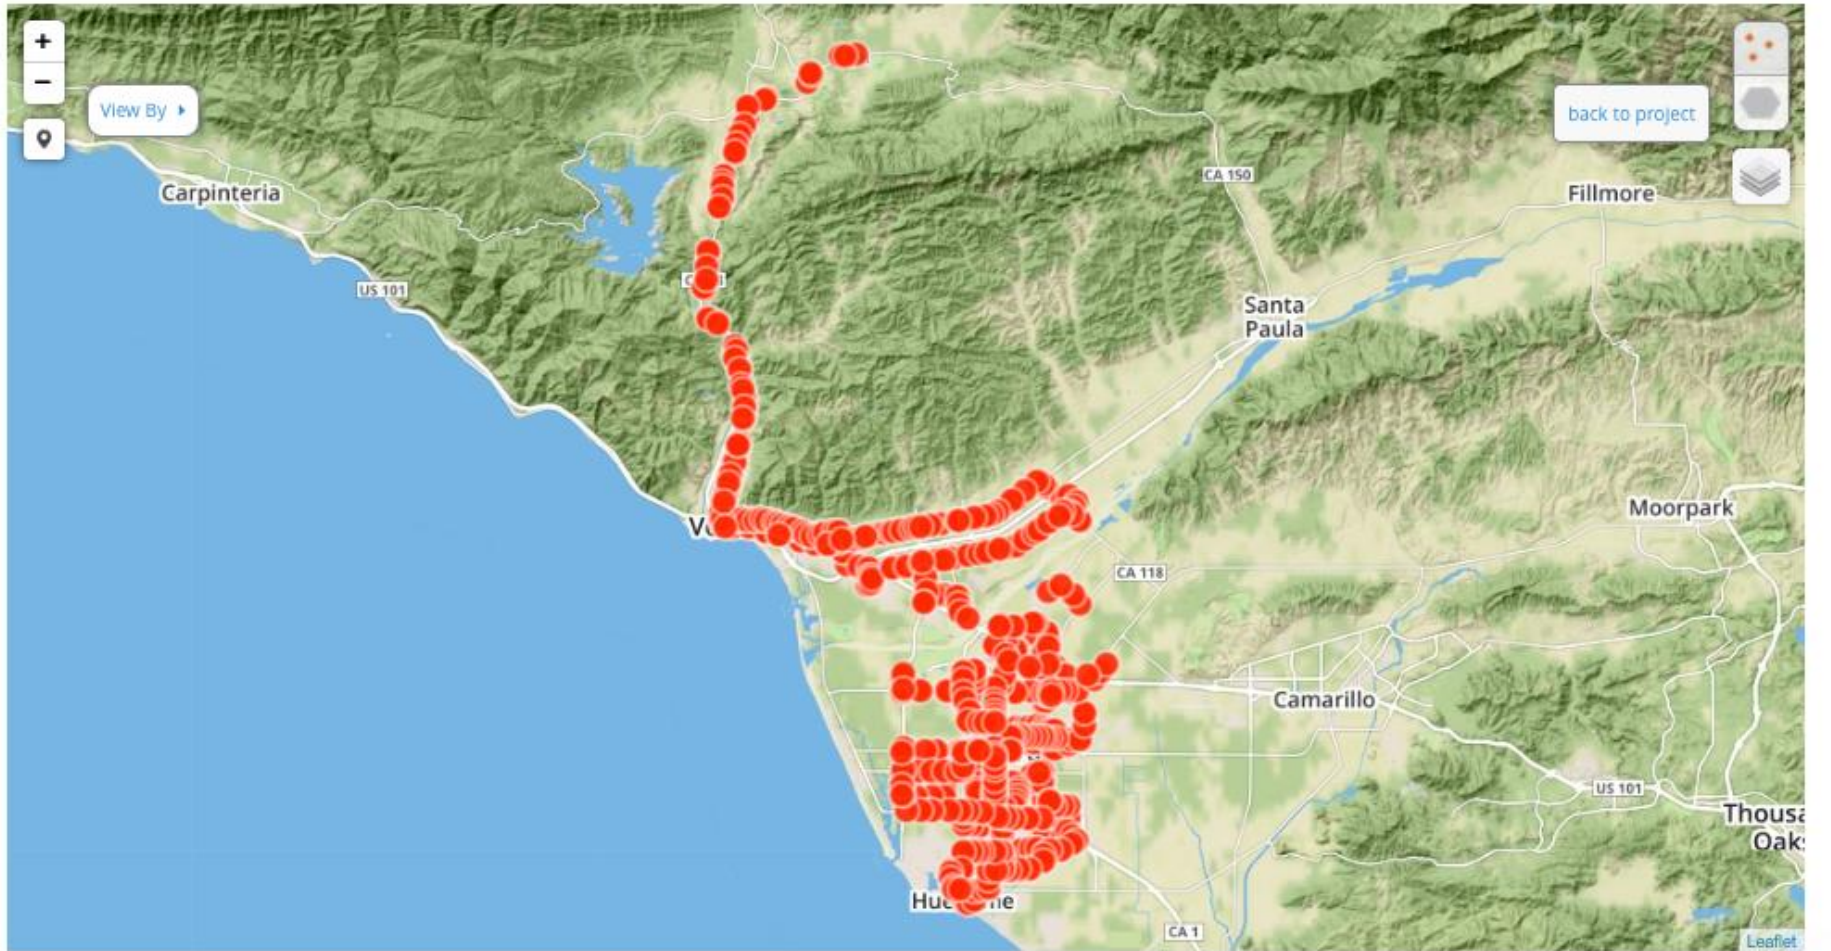 +
−
View By
back to project
Carpinteria
CA 150
Fillmore
US 101
Santa
Paula
Moorpark
CA 118
Camarillo
US 101
Oak
CA 1
Leaflet